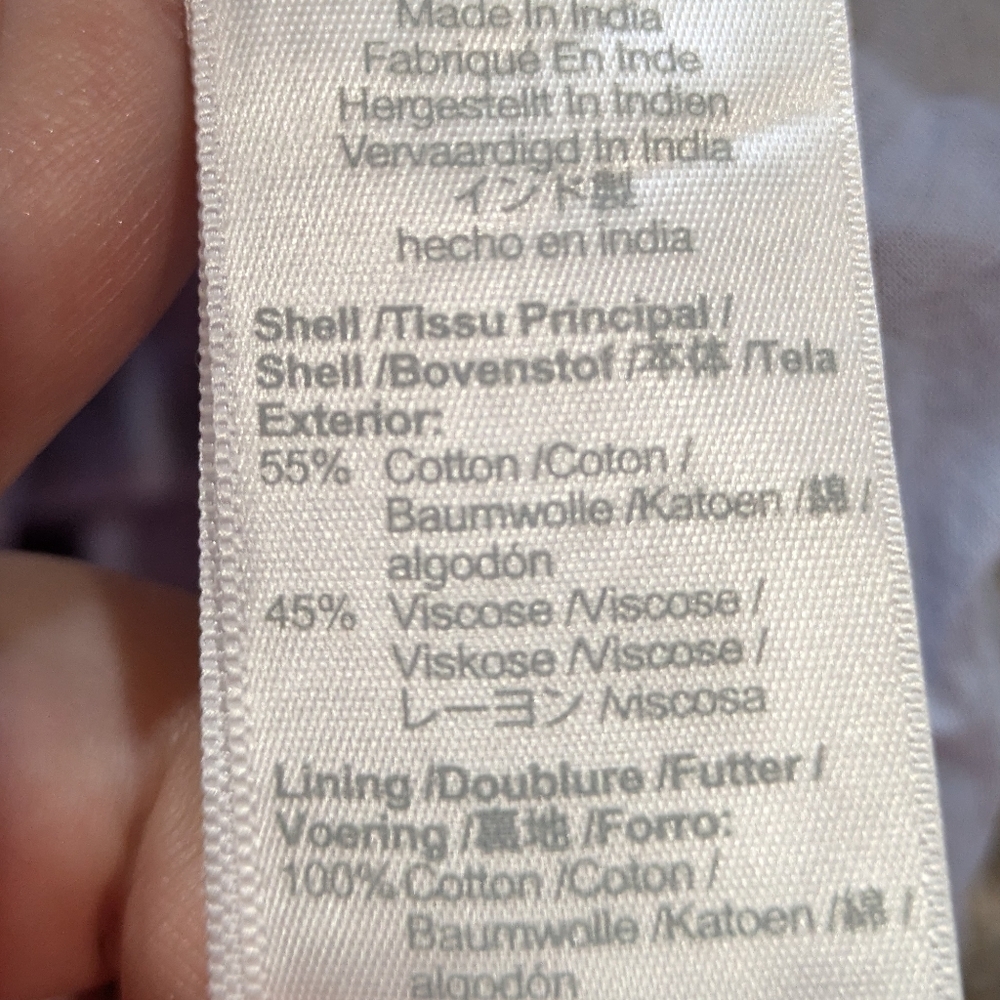 Made In India
Fabriqué En Inde
Hergestellt In Indien
Vervaardigd In India
インド製
hecho en india
Shell /Tissu Principal /
Shell /Bovenstof /本体 /Tela
Exterior:
55% Cotton /Coton /
Baumwolle /Katoen /綿 /
algodón
45% Viscose /Viscose /
Viskose /Viscose /
レーヨン /viscosa
Lining /Doublure /Futter /
Voering /裏地 /Forro:
100% Cotton /Coton /
Baumwolle /Katoen /綿 /
algodón